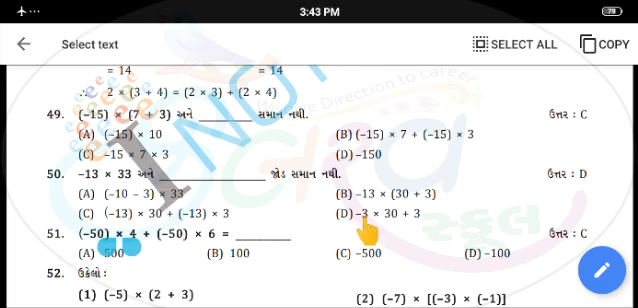 3:43 PM
79
Select text
SELECT ALL
COPY
= 14 = 14
∴ 2 × (3 + 4) = (2 × 3) + (2 × 4)
49. (–15) × (7 + 3) અને ________ સમાન નથી. ઉત્તર : C
(A) (–15) × 10 (B) (–15) × 7 + (–15) × 3
(C) –15 × 7 × 3 (D) –150
50. –13 × 33 અને ________________ જોડ સમાન નથી. ઉત્તર : D
(A) (–10 – 3) × 33 (B) –13 × (30 + 3)
(C) (–13) × 30 + (–13) × 3 (D) –3 × 30 + 3
51. (–50) × 4 + (–50) × 6 = ________ ઉત્તર : C
(A) 500 (B) 100 (C) –500 (D) –100
52. ઉકેલો :
(1) (–5) × (2 + 3) (2) (–7) × [(–3) × (–1)]